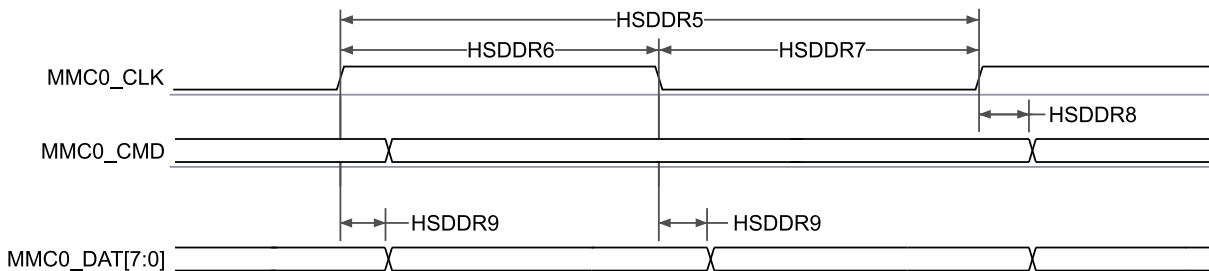 HSDDR5
HSDDR6
HSDDR7
MMC0_CLK
HSDDR8
MMC0_CMD
HSDDR9
HSDDR9
MMC0_DAT[7:0]